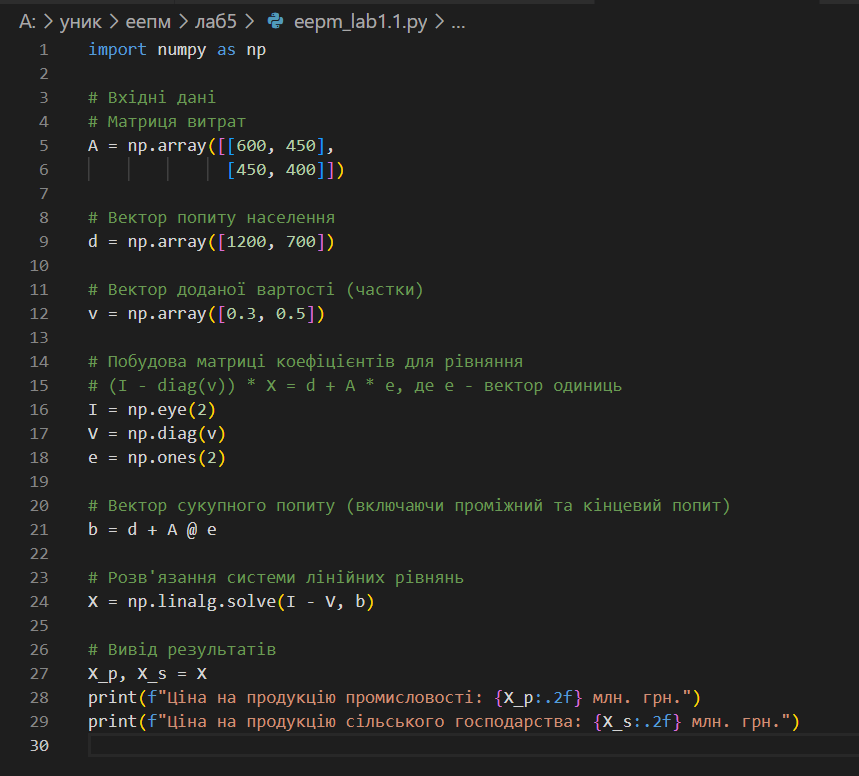 A: > уник > еепм > лаб5 > eepm_lab1.1.py > ...
1 import numpy as np
2
3 # Вхідні дані
4 # Матриця витрат
5 A = np.array([[600, 450],
6               [450, 400]])
7
8 # Вектор попиту населення
9 d = np.array([1200, 700])
10
11 # Вектор доданої вартості (частки)
12 v = np.array([0.3, 0.5])
13
14 # Побудова матриці коефіцієнтів для рівняння
15 # (I - diag(v)) * X = d + A * e, де e - вектор одиниць
16 I = np.eye(2)
17 V = np.diag(v)
18 e = np.ones(2)
19
20 # Вектор сукупного попиту (включаючи проміжний та кінцевий попит)
21 b = d + A @ e
22
23 # Розв'язання системи лінійних рівнянь
24 X = np.linalg.solve(I - V, b)
25
26 # Вивід результатів
27 X_p, X_s = X
28 print(f"Ціна на продукцію промисловості: {X_p:.2f} млн. грн.")
29 print(f"Ціна на продукцію сільського господарства: {X_s:.2f} млн. грн.")
30